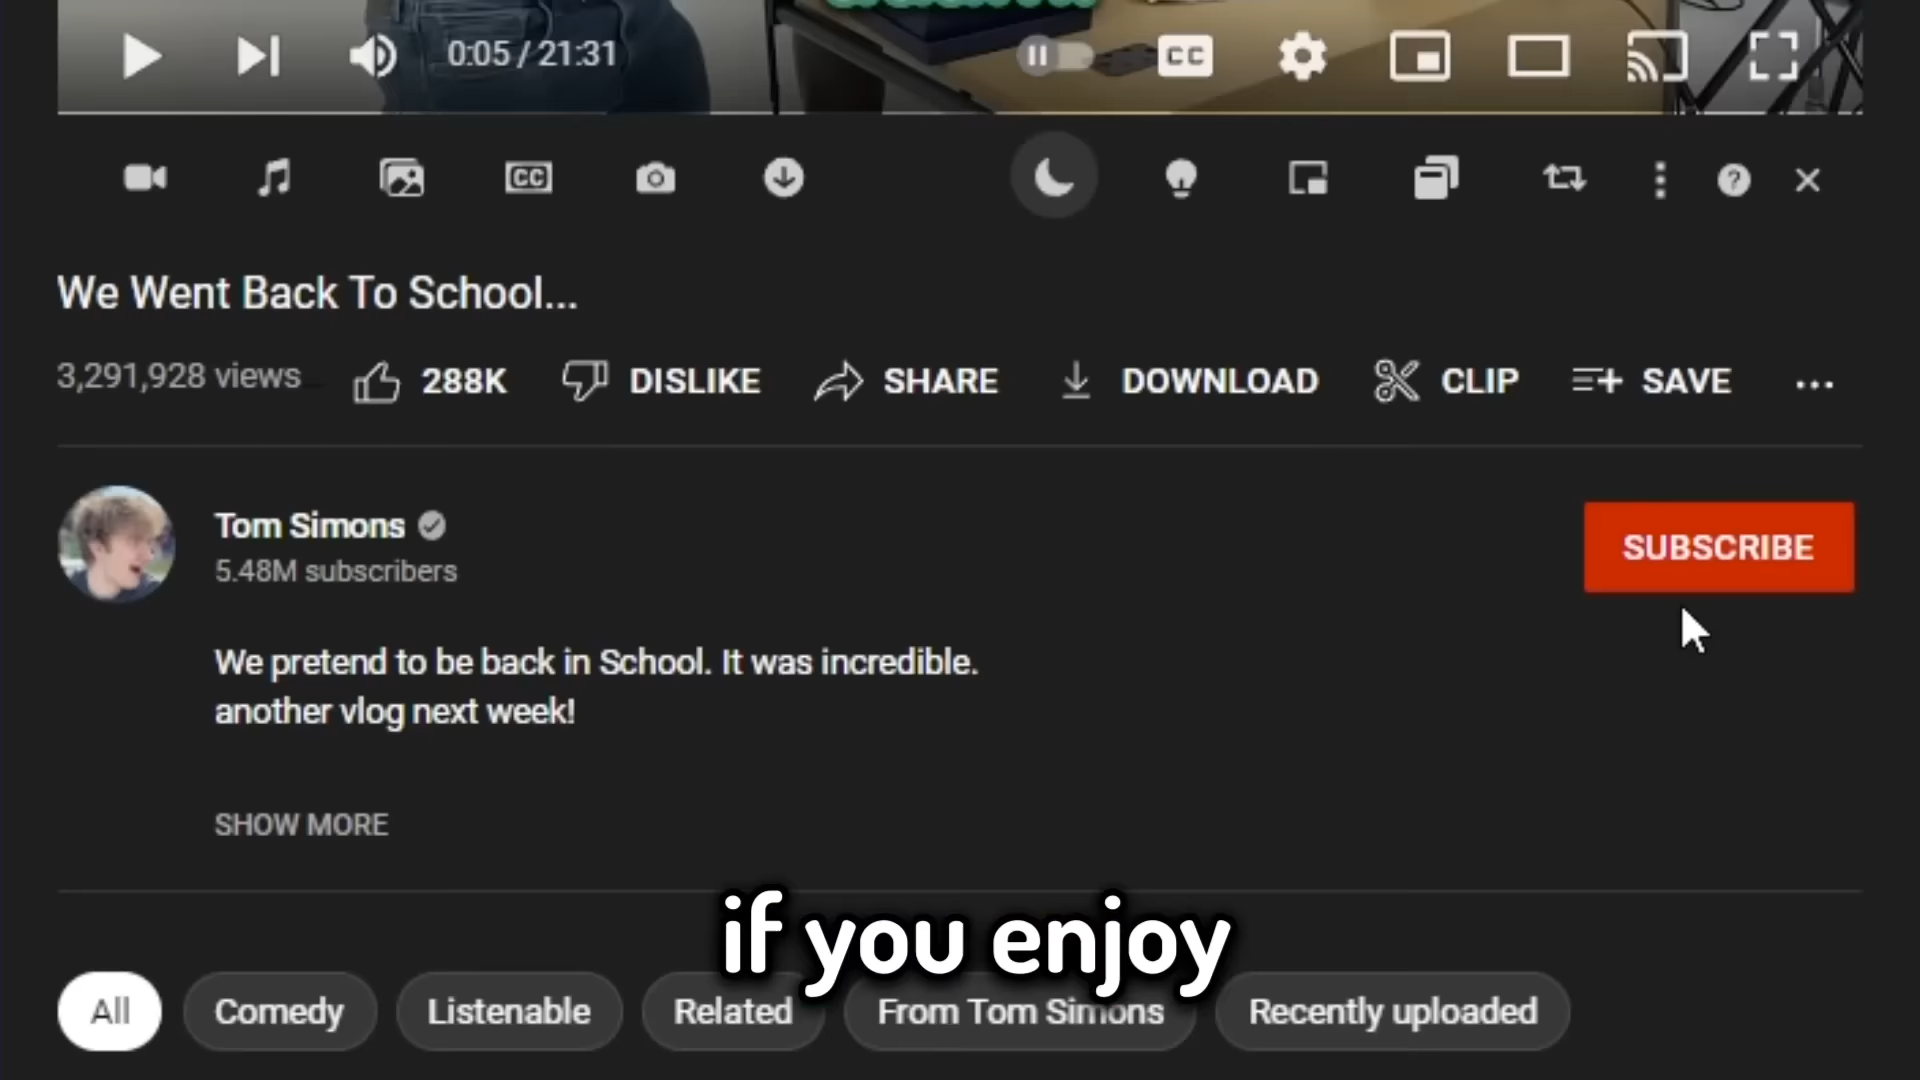 0:05 / 21:31
CC
CC
We Went Back To School...
3,291,928 views
288K
DISLIKE
SHARE
DOWNLOAD
CLIP
SAVE
Tom Simons
5.48M subscribers
SUBSCRIBE
We pretend to be back in School. It was incredible.
another vlog next week!
SHOW MORE
if you enjoy
All
Comedy
Listenable
Related
From Tom Simons
Recently uploaded